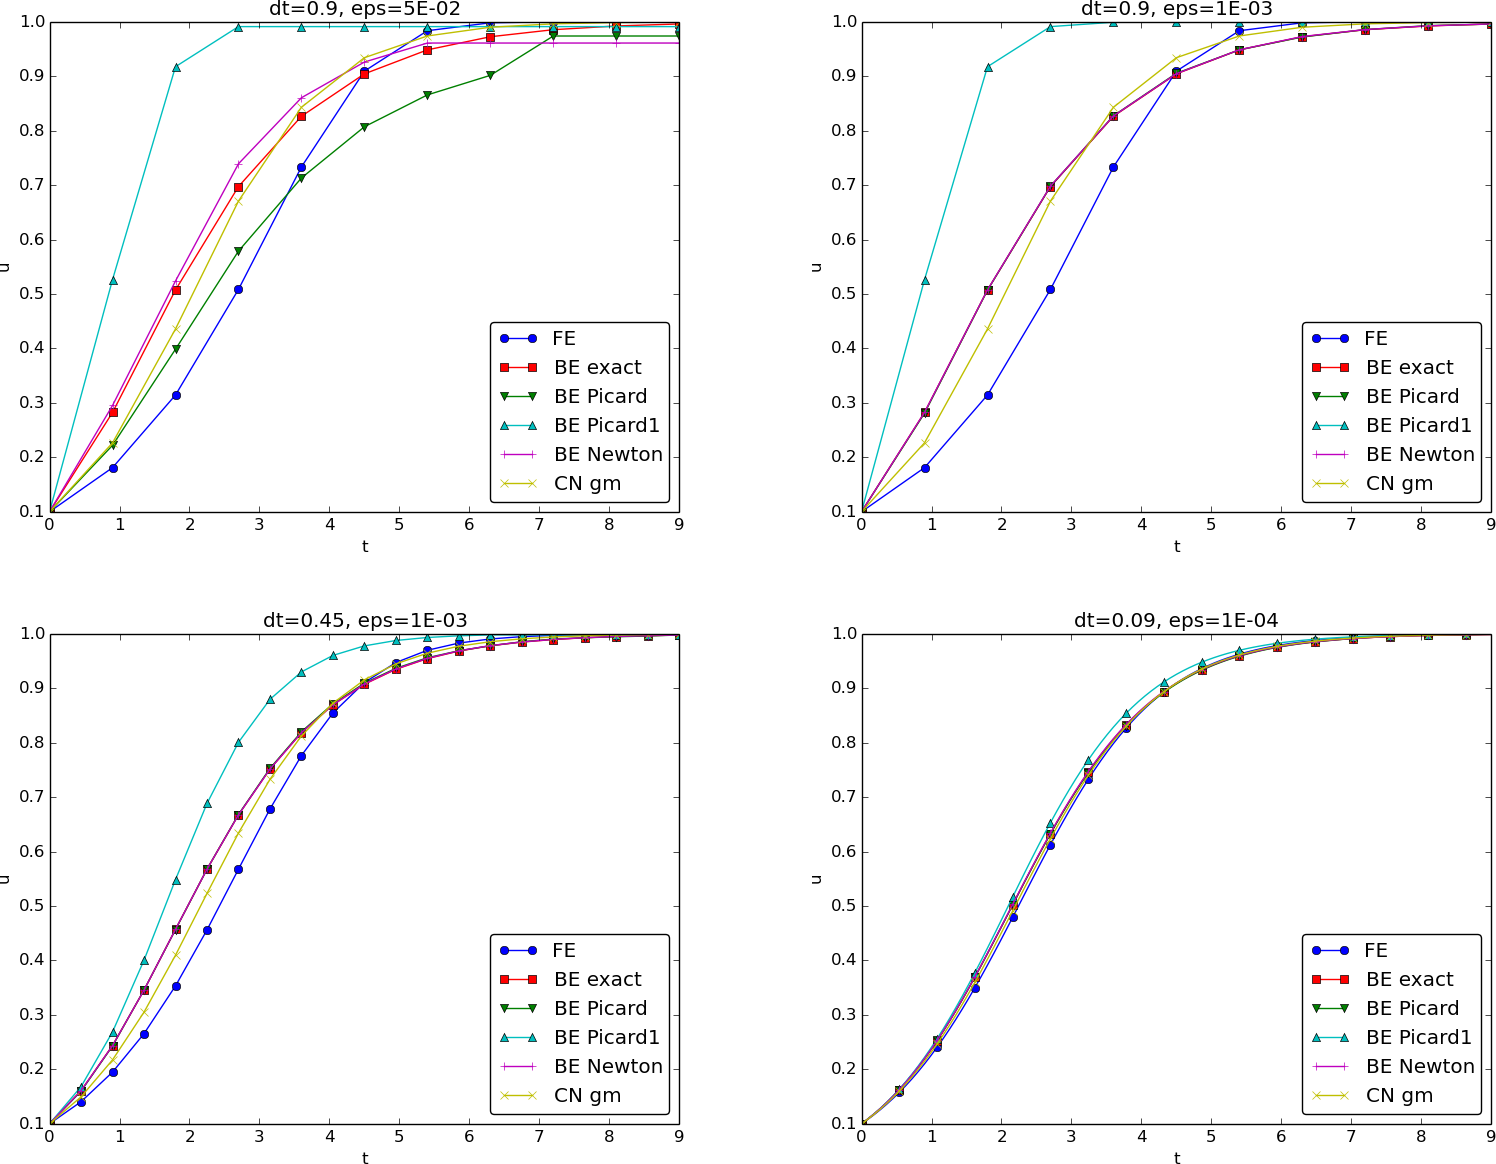 dt=0.9, eps=5E-02
1.0
0.9
0.8
0.7
0.6
0.5
0.4
0.3
0.2
0.1
u
0 1 2 3 4 5 6 7 8 9
t
FE
BE exact
BE Picard
BE Picard1
BE Newton
CN gm
dt=0.9, eps=1E-03
1.0
0.9
0.8
0.7
0.6
0.5
0.4
0.3
0.2
0.1
u
0 1 2 3 4 5 6 7 8 9
t
FE
BE exact
BE Picard
BE Picard1
BE Newton
CN gm
dt=0.45, eps=1E-03
1.0
0.9
0.8
0.7
0.6
0.5
0.4
0.3
0.2
0.1
u
0 1 2 3 4 5 6 7 8 9
t
FE
BE exact
BE Picard
BE Picard1
BE Newton
CN gm
dt=0.09, eps=1E-04
1.0
0.9
0.8
0.7
0.6
0.5
0.4
0.3
0.2
0.1
u
0 1 2 3 4 5 6 7 8 9
t
FE
BE exact
BE Picard
BE Picard1
BE Newton
CN gm